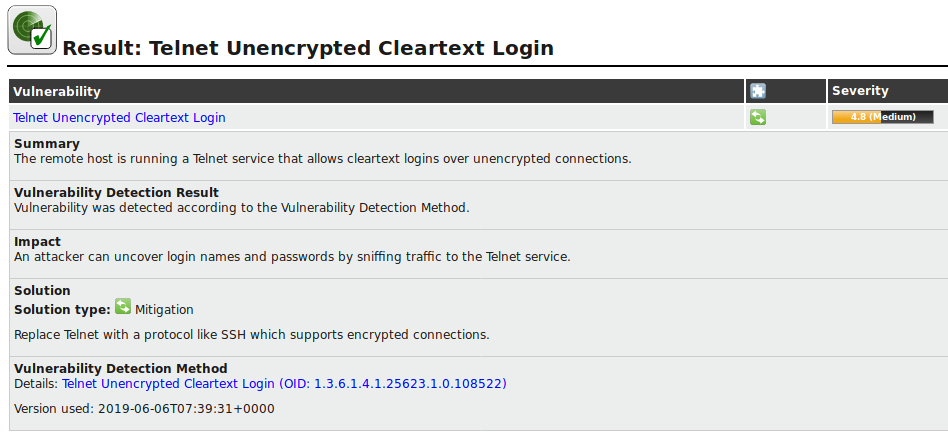 Result: Telnet Unencrypted Cleartext Login
Vulnerability Severity
Telnet Unencrypted Cleartext Login 4.8 (Medium)
Summary
The remote host is running a Telnet service that allows cleartext logins over unencrypted connections.
Vulnerability Detection Result
Vulnerability was detected according to the Vulnerability Detection Method.
Impact
An attacker can uncover login names and passwords by sniffing traffic to the Telnet service.
Solution
Solution type: Mitigation
Replace Telnet with a protocol like SSH which supports encrypted connections.
Vulnerability Detection Method
Details: Telnet Unencrypted Cleartext Login (OID: 1.3.6.1.4.1.25623.1.0.108522)
Version used: 2019-06-06T07:39:31+0000